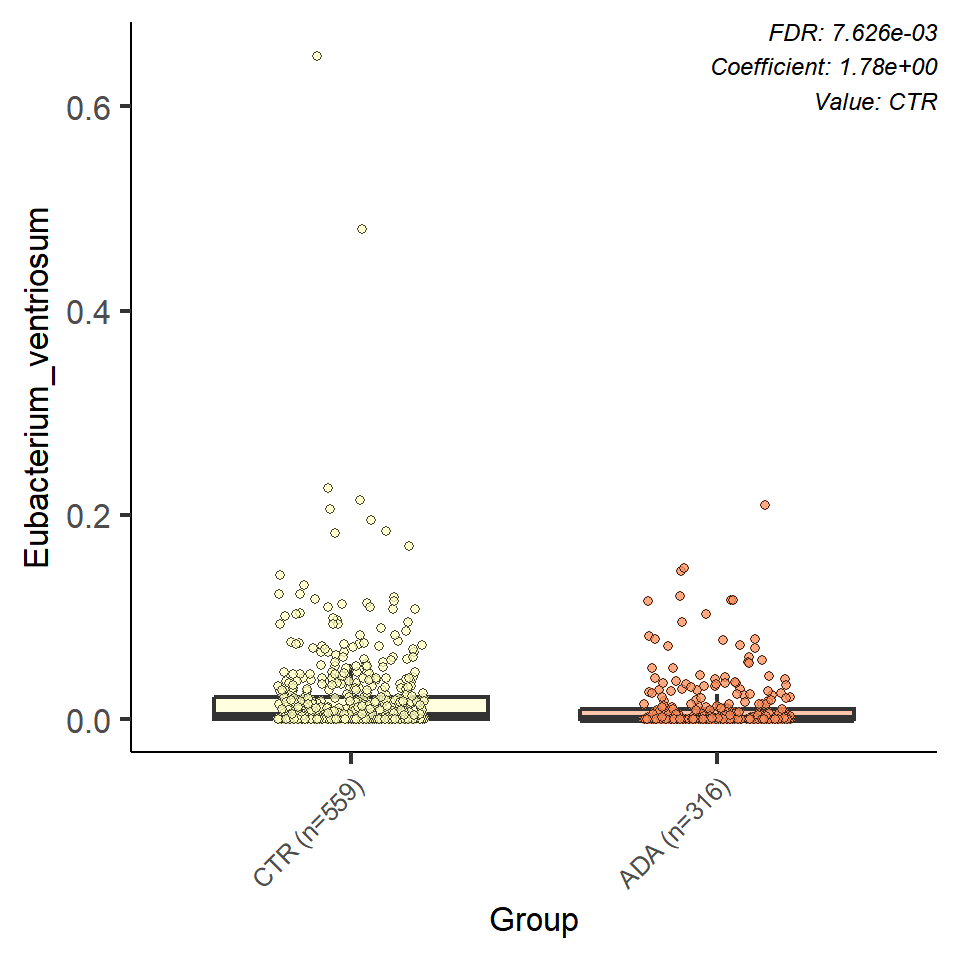 FDR: 7.626e-03
Coefficient: 1.78e+00
Value: CTR
Eubacterium_ventriosum
0.6
0.4
0.2
0.0
CTR (n=559)
ADA (n=316)
Group